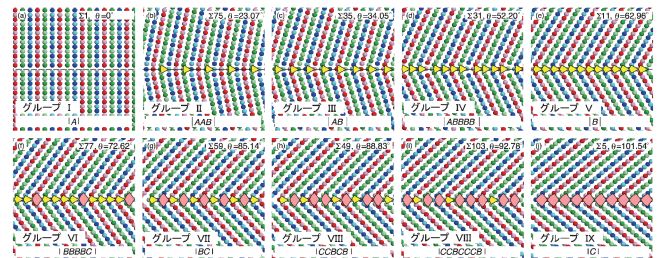 (a) Σ1, θ=0
グループ Ⅰ
|A|
(b) Σ75, θ=23.07
グループ Ⅱ
|AAB|
(c) Σ35, θ=34.05
グループ Ⅲ
|AB|
(d) Σ31, θ=52.20
グループ Ⅳ
|ABBBB|
(e) Σ11, θ=62.96
グループ Ⅴ
|B|
(f) Σ77, θ=72.62
グループ Ⅵ
|BBBBC|
(g) Σ59, θ=85.14
グループ Ⅶ
|BC|
(h) Σ49, θ=88.83
グループ Ⅷ
|CCBCB|
(i) Σ103, θ=92.78
グループ Ⅷ
|CCBCCCB|
(j) Σ5, θ=101.54
グループ Ⅸ
|C|